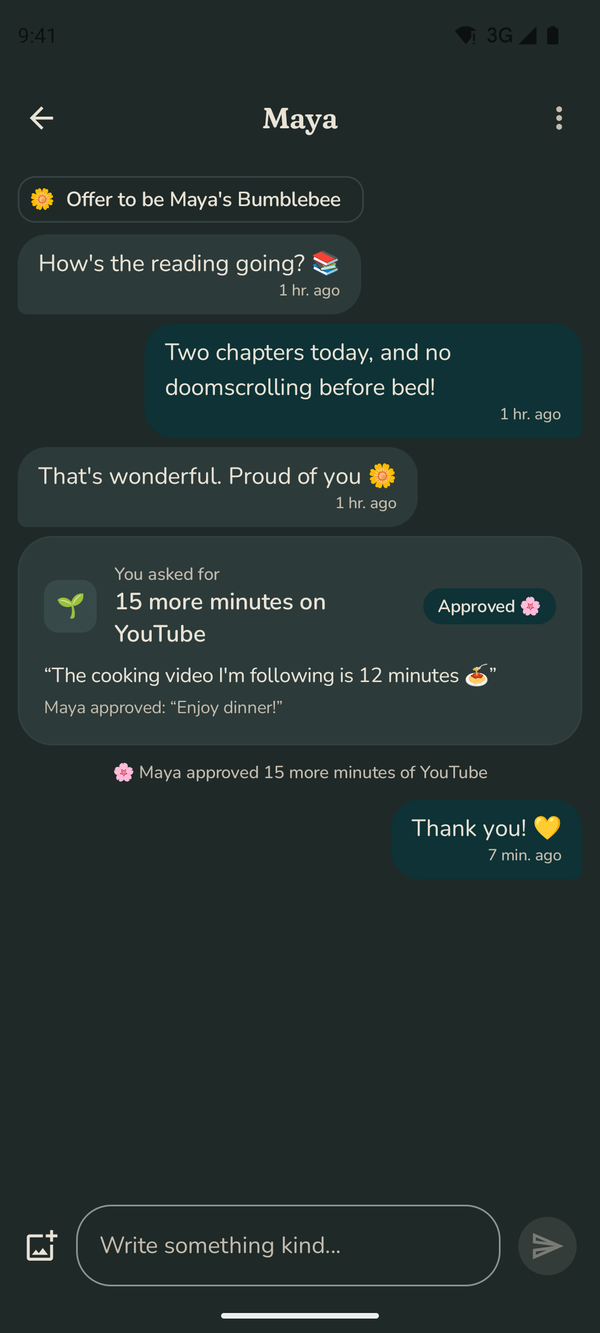 9:41
3G
Maya
🌼 Offer to be Maya's Bumblebee
How's the reading going? 📚
1 hr. ago
Two chapters today, and no
doomscrolling before bed!
1 hr. ago
That's wonderful. Proud of you 🌼
1 hr. ago
You asked for
15 more minutes on
YouTube
Approved 🌸
“The cooking video I'm following is 12 minutes 🍝”
Maya approved: “Enjoy dinner!”
🌸 Maya approved 15 more minutes of YouTube
Thank you! 💛
7 min. ago
Write something kind...